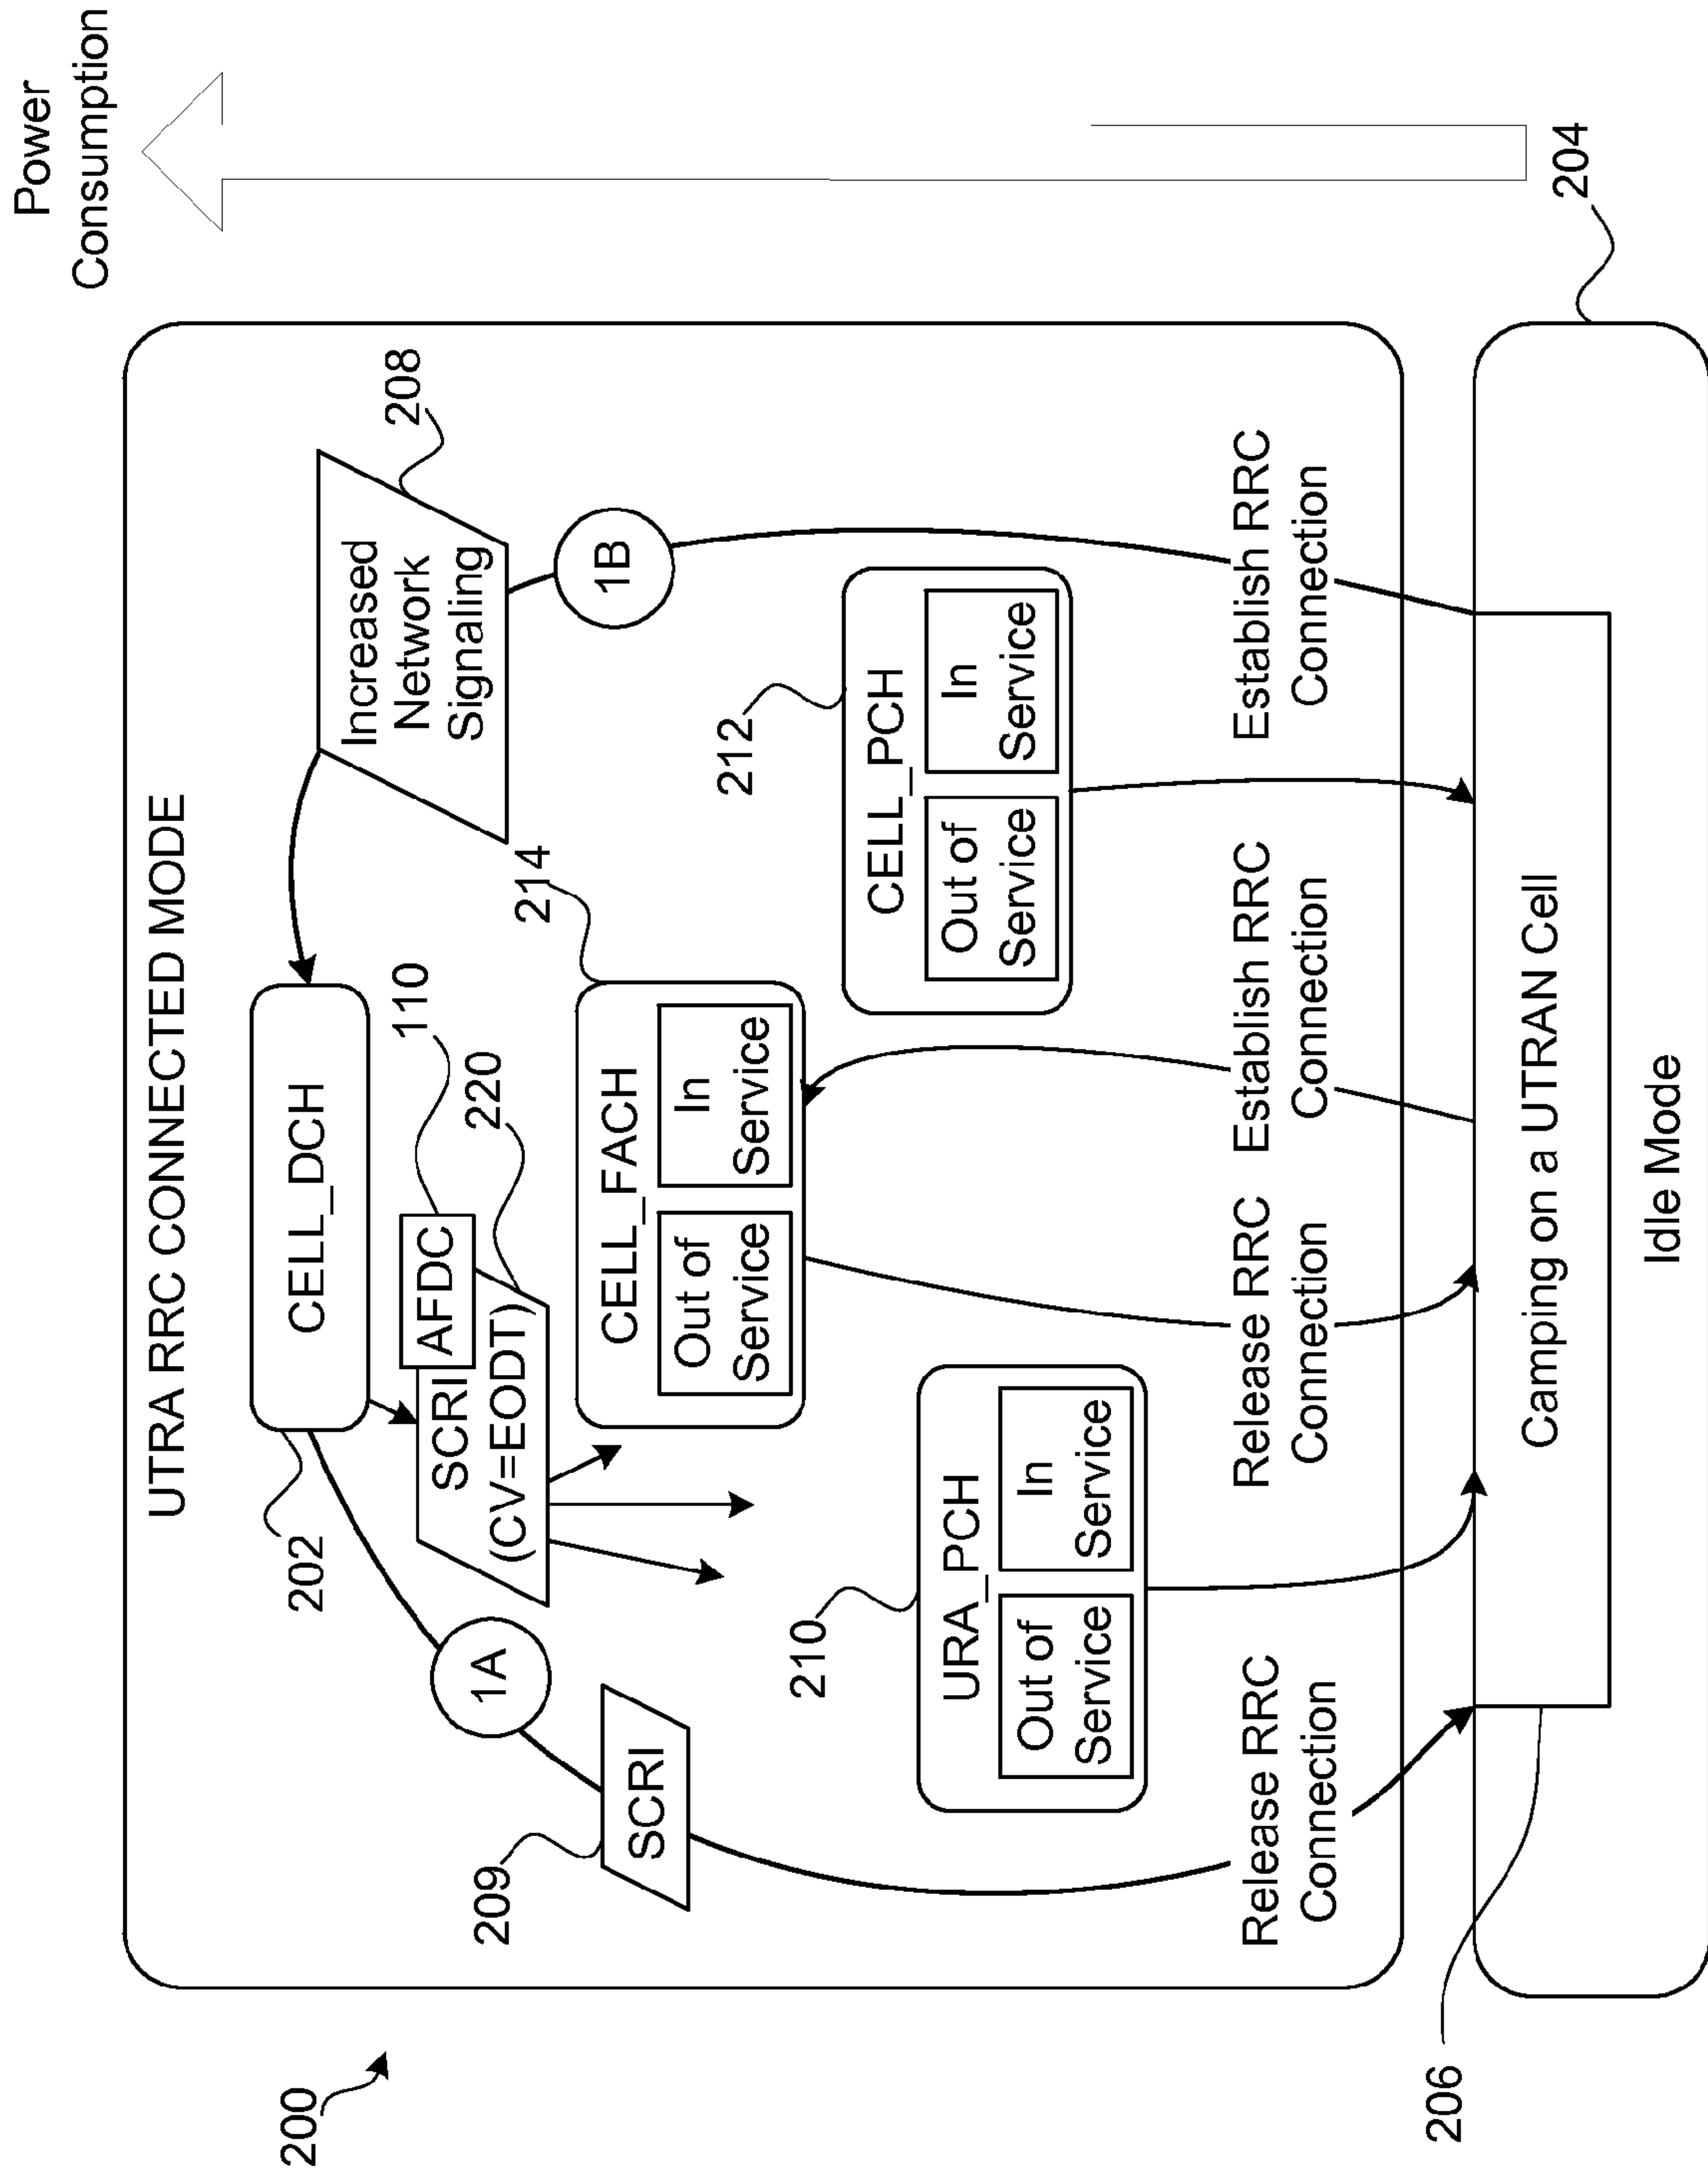 Power
Consumption
UTRA RRC CONNECTED MODE
208
Increased
Network
Signaling
CELL_DCH
202
110
AFDC
SCRI
(CV=EODT)
220
1A
1B
214
CELL_FACH
Out of
Service
In
Service
209
SCRI
212
CELL_PCH
Out of
Service
In
Service
210
URA_PCH
Out of
Service
In
Service
Release RRC
Connection
Release RRC
Connection
Establish RRC
Connection
Establish RRC
Connection
204
Camping on a UTRAN Cell
Idle Mode
206
200